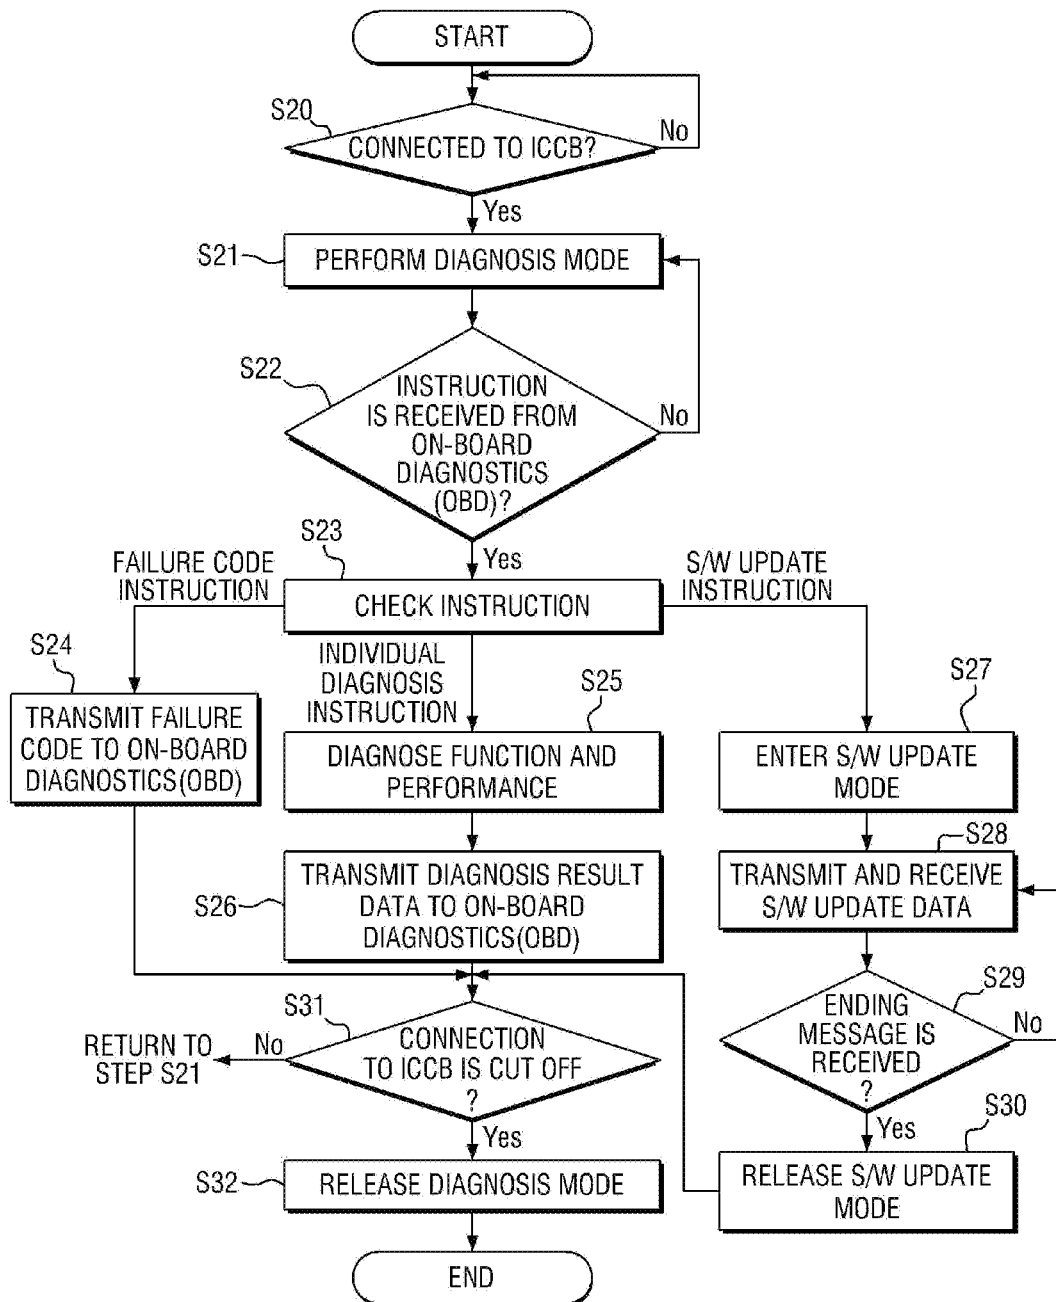 START
S20
CONNECTED TO ICCB?
No
Yes
S21
PERFORM DIAGNOSIS MODE
S22
INSTRUCTION
IS RECEIVED FROM
ON-BOARD
DIAGNOSTICS
(OBD)?
No
Yes
S23
CHECK INSTRUCTION
FAILURE CODE
INSTRUCTION
S/W UPDATE
INSTRUCTION
INDIVIDUAL
DIAGNOSIS
INSTRUCTION
S24
TRANSMIT FAILURE
CODE TO ON-BOARD
DIAGNOSTICS(OBD)
S25
DIAGNOSE FUNCTION AND
PERFORMANCE
S27
ENTER S/W UPDATE
MODE
S26
TRANSMIT DIAGNOSIS RESULT
DATA TO ON-BOARD
DIAGNOSTICS(OBD)
S28
TRANSMIT AND RECEIVE
S/W UPDATE DATA
S29
ENDING
MESSAGE IS
RECEIVED
?
No
Yes
S30
RELEASE S/W UPDATE
MODE
S31
CONNECTION
TO ICCB IS CUT OFF
?
No
RETURN TO
STEP S21
Yes
S32
RELEASE DIAGNOSIS MODE
END